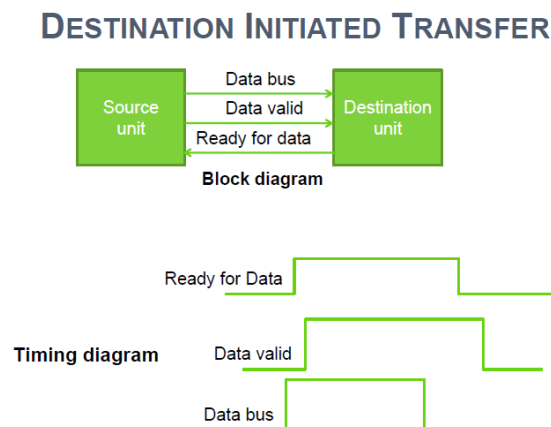 DESTINATION INITIATED TRANSFER
Data bus
Source
unit
Data valid
Destination
unit
Ready for data
Block diagram
Ready for Data
Timing diagram
Data valid
Data bus